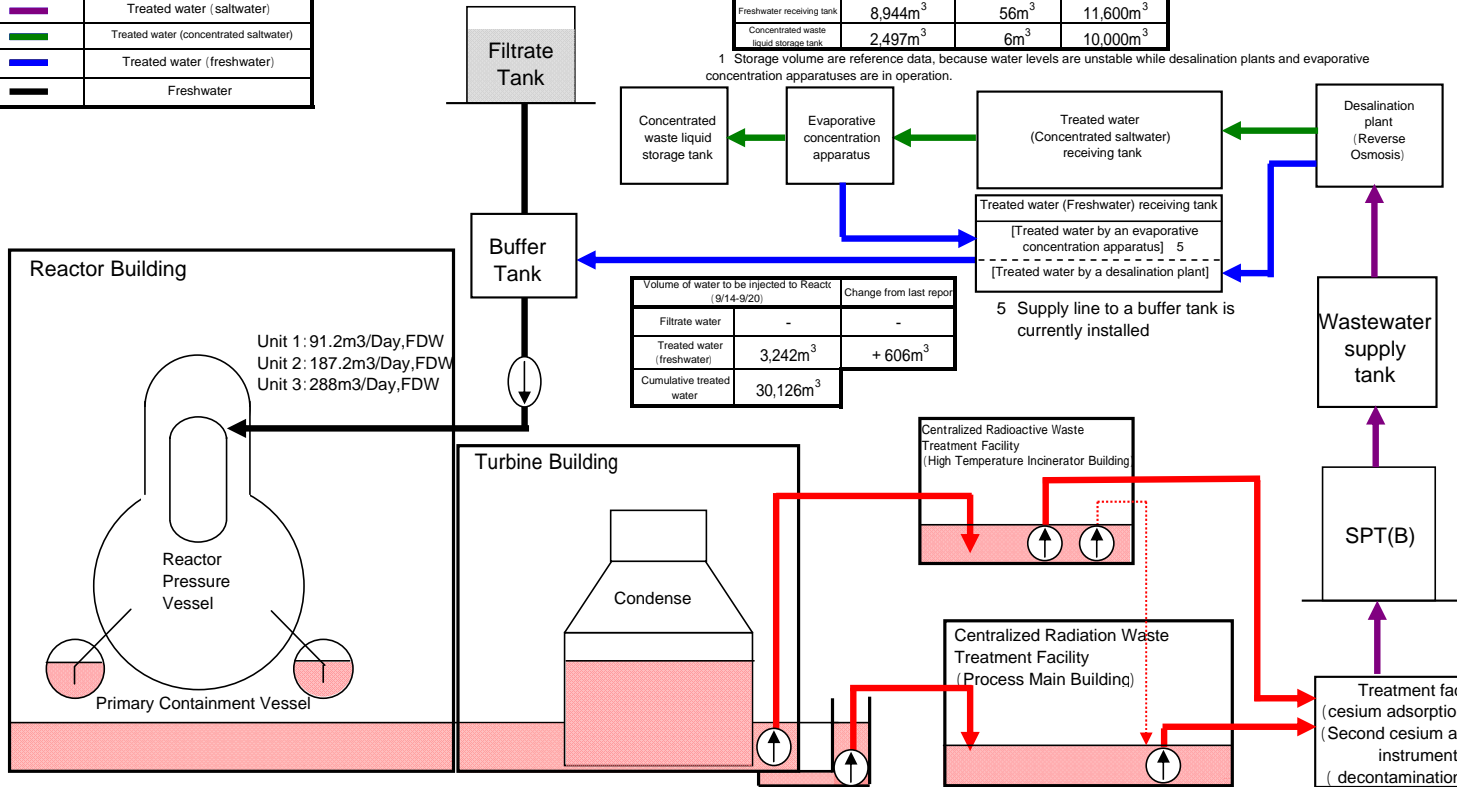 Treated water (saltwater)
Treated water (concentrated saltwater)
Treated water (freshwater)
Freshwater
Freshwater receiving tank 8,944m³ 56m³ 11,600m³
Concentrated waste
liquid storage tank 2,497m³ 6m³ 10,000m³
1 Storage volume are reference data, because water levels are unstable while desalination plants and evaporative
concentration apparatuses are in operation.
Filtrate
Tank
Concentrated
waste liquid
storage tank
Evaporative
concentration
apparatus
Treated water
(Concentrated saltwater)
receiving tank
Desalination
plant
(Reverse
Osmosis)
Treated water (Freshwater) receiving tank
[Treated water by an evaporative
concentration apparatus] 5
[Treated water by a desalination plant]
5 Supply line to a buffer tank is
currently installed
Buffer
Tank
Volume of water to be injected to Reacto
(9/14-9/20)
Change from last repor
Filtrate water - -
Treated water
(freshwater) 3,242m³ + 606m³
Cumulative treated
water 30,126m³
Wastewater
supply
tank
Reactor Building
Unit 1:91.2m3/Day,FDW
Unit 2:187.2m3/Day,FDW
Unit 3:288m3/Day,FDW
Reactor
Pressure
Vessel
Primary Containment Vessel
Turbine Building
Condense
Centralized Radioactive Waste
Treatment Facility
(High Temperature Incinerator Building
Centralized Radiation Waste
Treatment Facility
(Process Main Building)
SPT(B)
Treatment fac
(cesium adsorptio
(Second cesium a
instrument
( decontamination